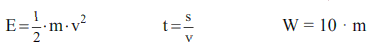 E=1/2·m·v² t=s/v W = 10 · m